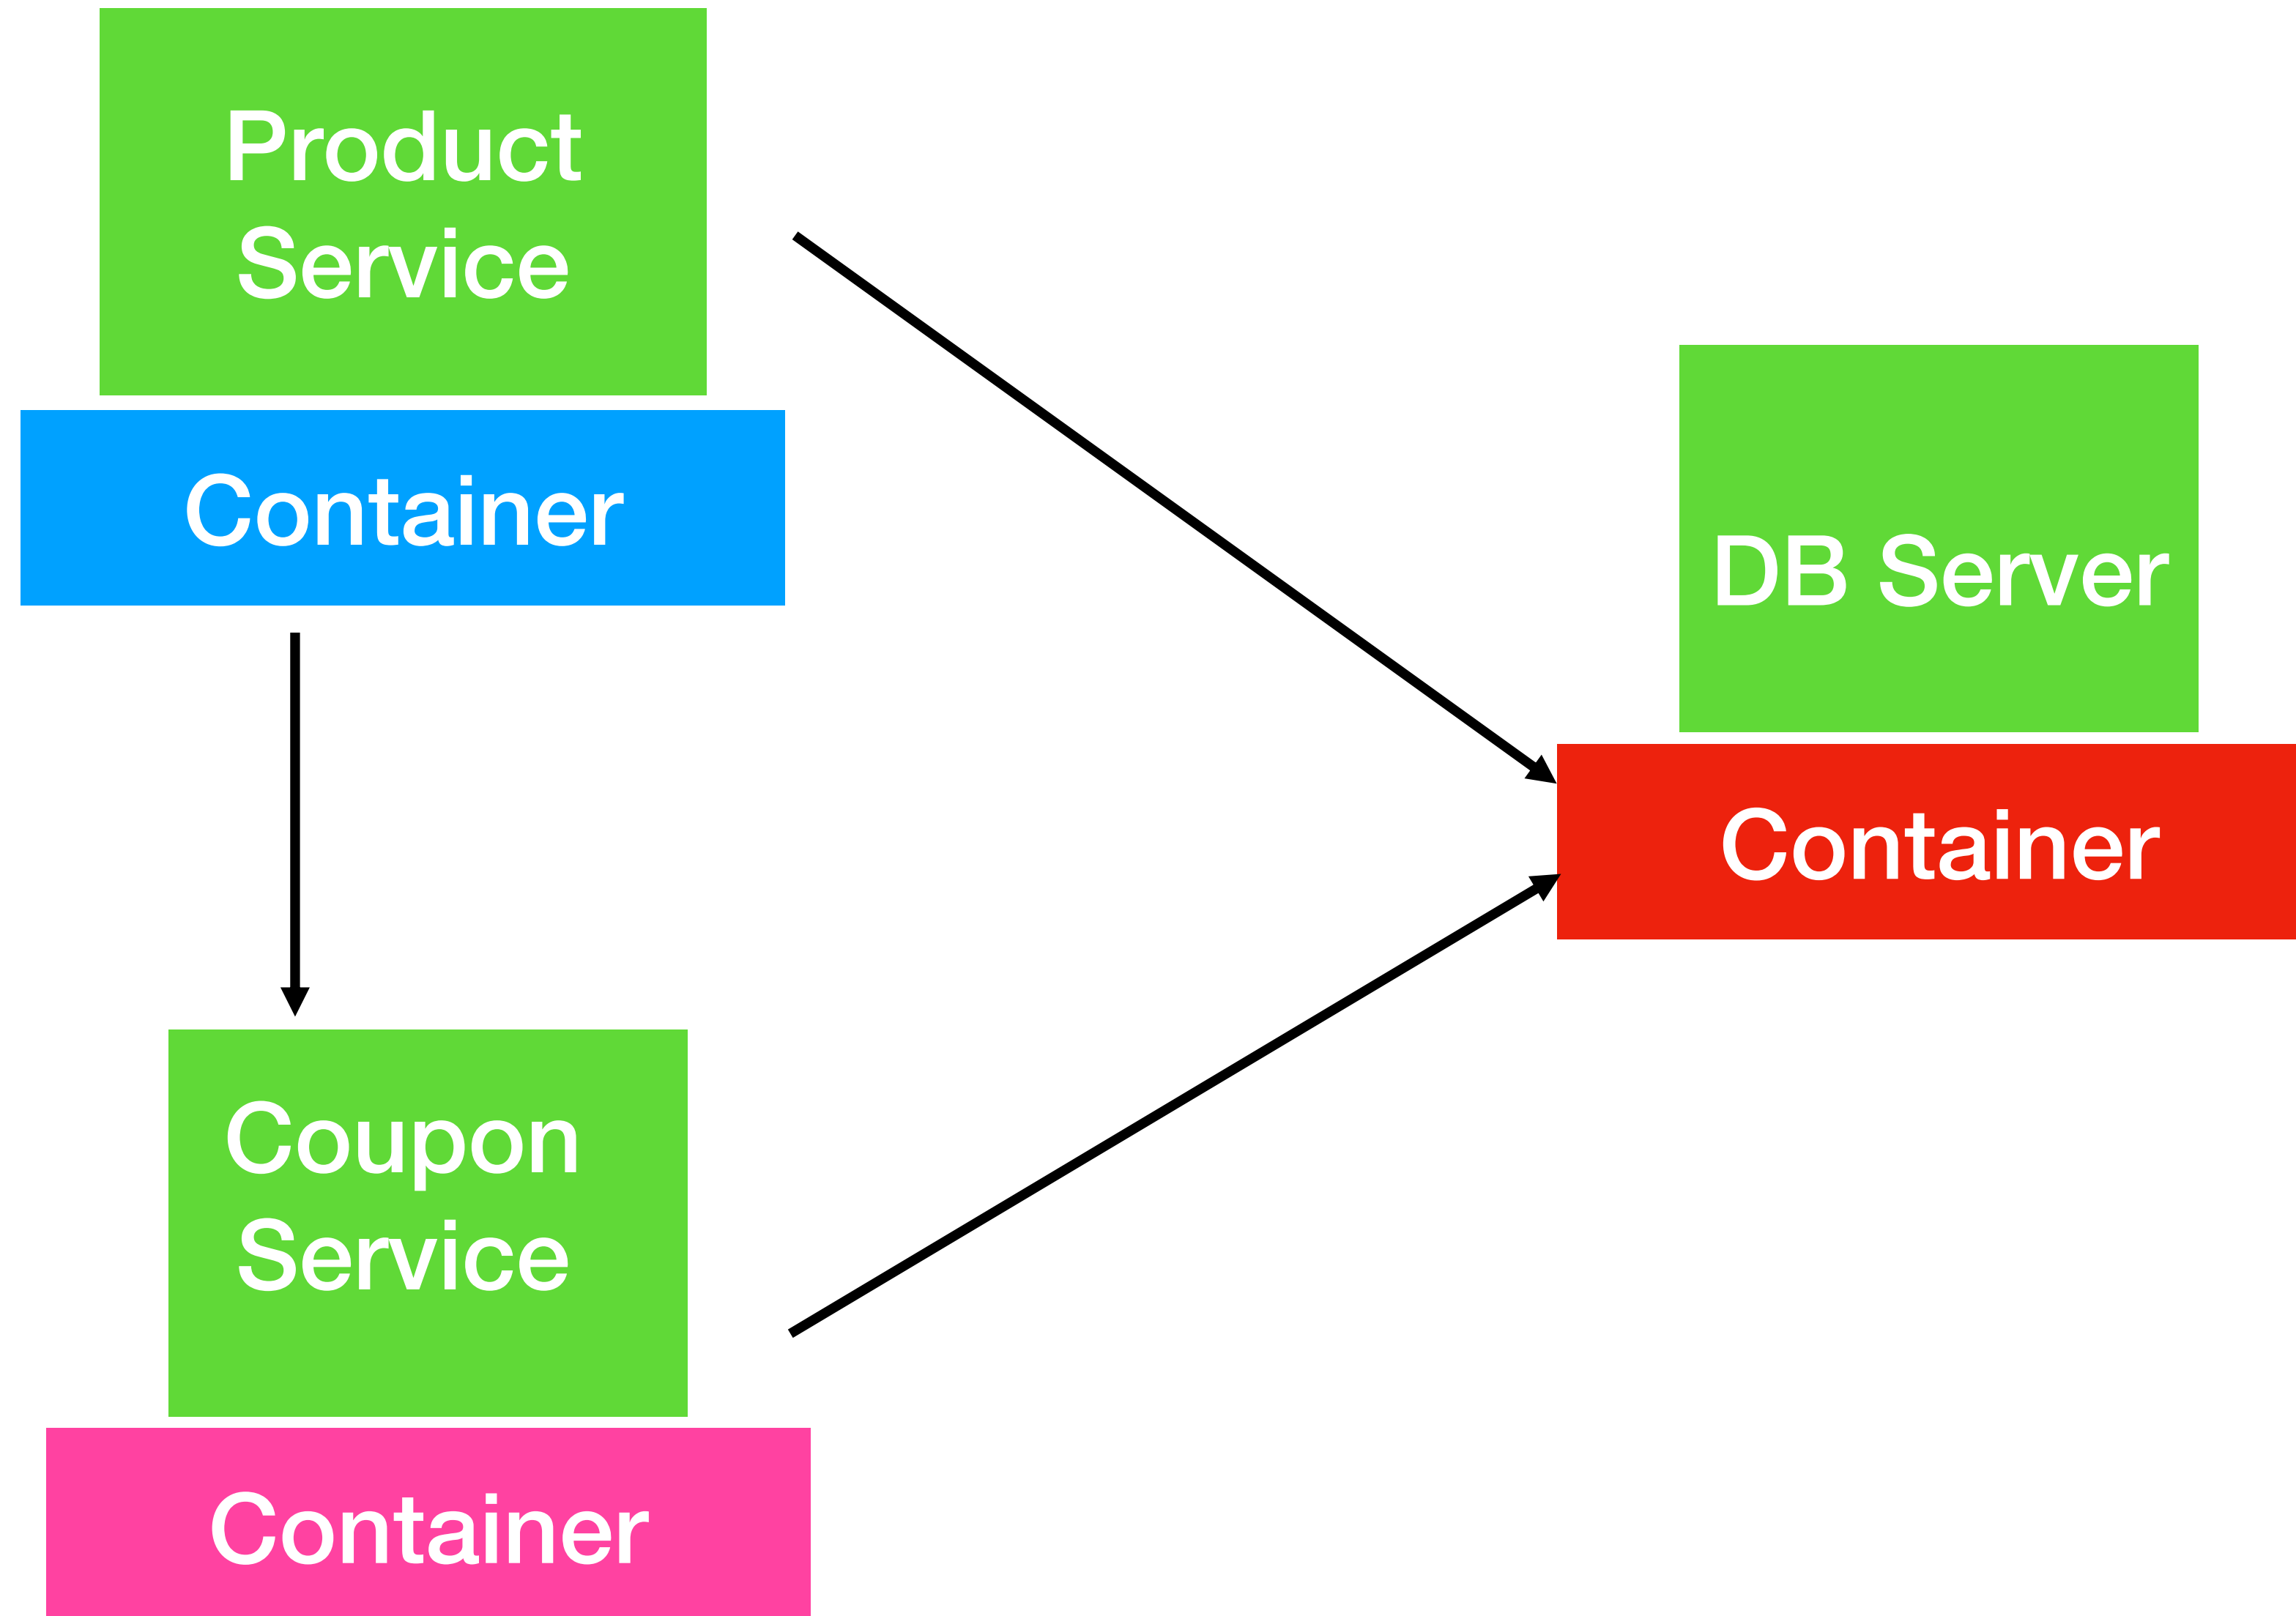 Product
Service
Container
DB Server
Container
Coupon
Service
Container